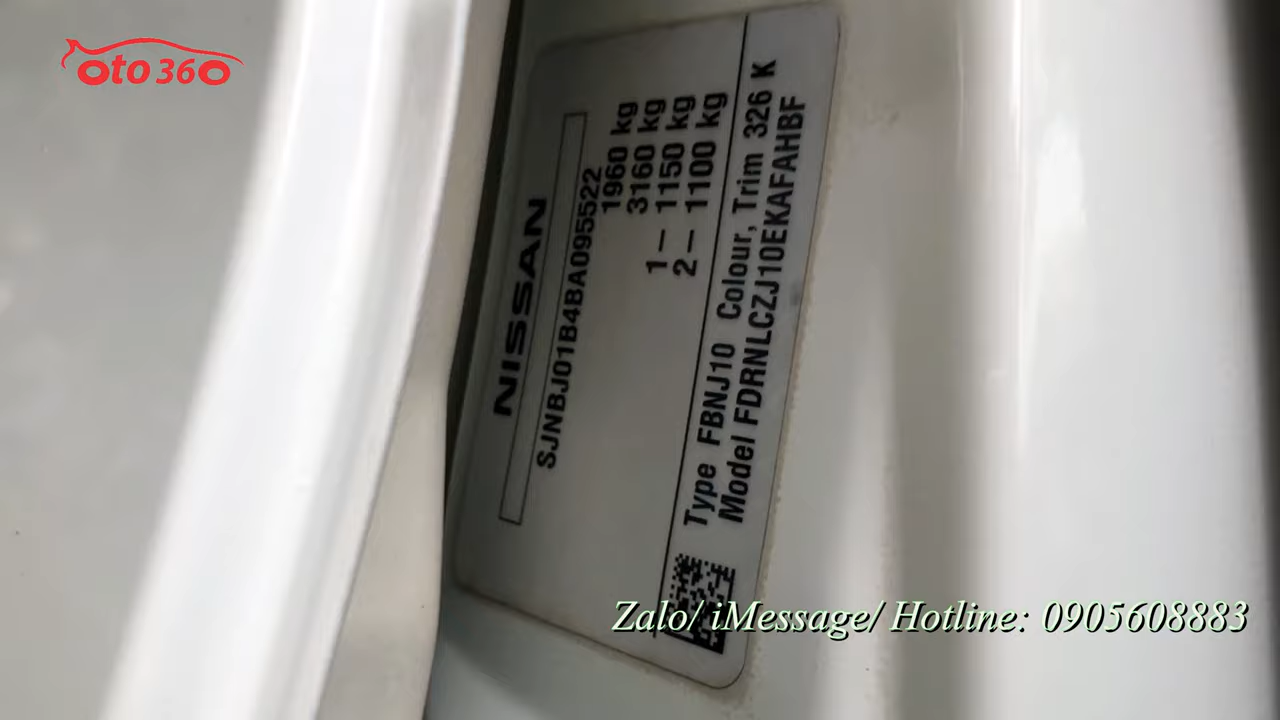 oto360
NISSAN
SJNBJ01B4BA095522
1960 kg
3160 kg
1 – 1150 kg
2 – 1100 kg
Type FBNJ10 Colour, Trim 326 K
Model FDRNLCZJ10EKAFAHBF
Zalo/ iMessage/ Hotline: 0905608883